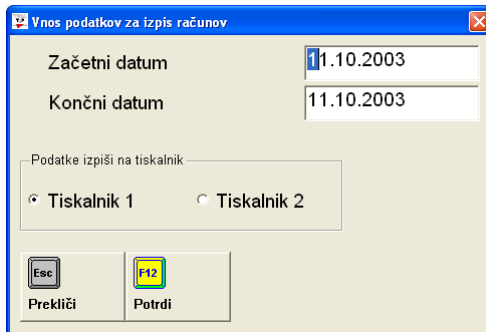 Vnos podatkov za izpis računov
Začetni datum 11.10.2003
Končni datum 11.10.2003
Podatke izpiši na tiskalnik
Tiskalnik 1 Tiskalnik 2
Esc F12
Prekliči Potrdi